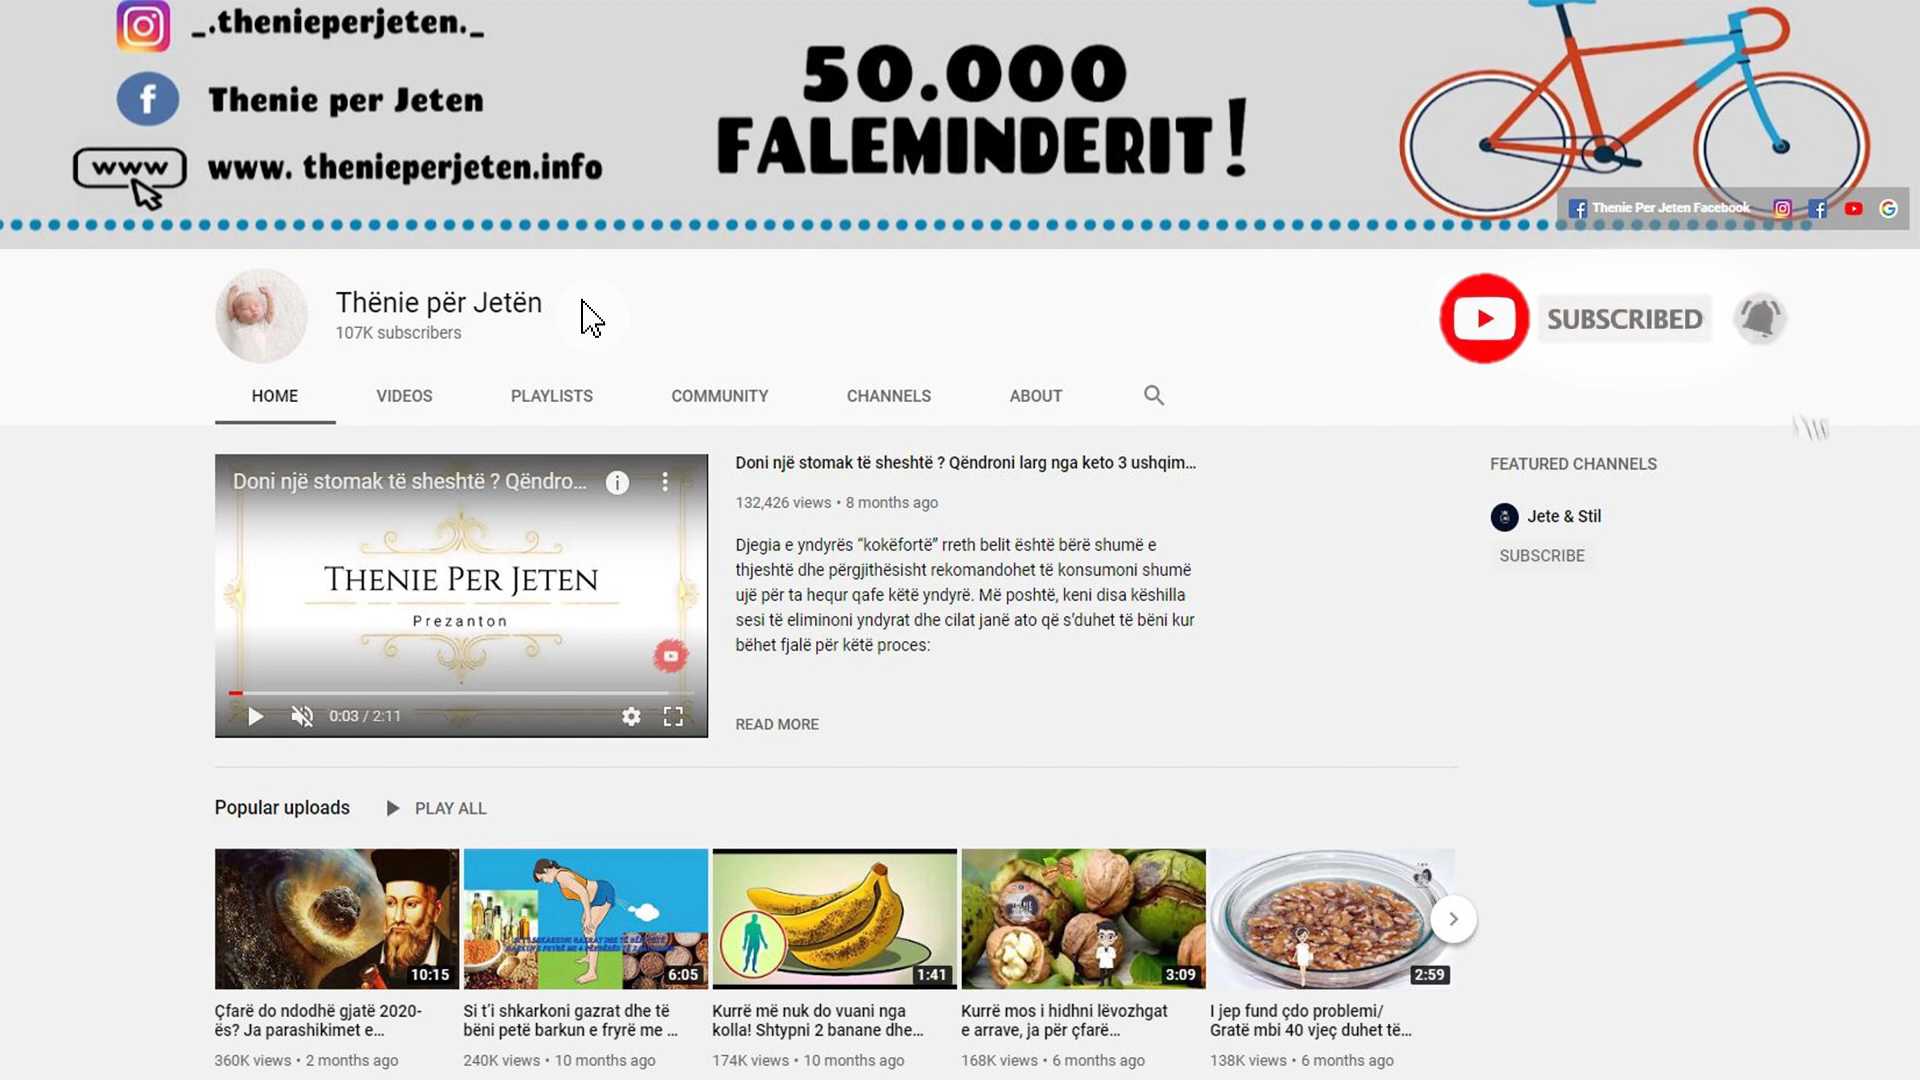 _.thenieperjeten._
Thenie per Jeten
www
www. thenieperjeten.info
50.000
FALEMINDERIT!
Thenie Per Jeten Facebook
Thënie për Jetën
107K subscribers
SUBSCRIBED
HOME
VIDEOS
PLAYLISTS
COMMUNITY
CHANNELS
ABOUT
Doni një stomak të sheshtë ? Qëndro...
THENIE PER JETEN
Prezanton
0:03 / 2:11
Doni një stomak të sheshtë ? Qëndroni larg nga keto 3 ushqim...
132,426 views • 8 months ago
Djegia e yndyrës “kokëfortë” rreth belit është bërë shumë e
thjeshtë dhe përgjithësisht rekomandohet të konsumoni shumë
ujë për ta hequr qafe këtë yndyrë. Më poshtë, keni disa këshilla
sesi të eliminoni yndyrat dhe cilat janë ato që s’duhet të bëni kur
bëhet fjalë për këtë proces:
READ MORE
FEATURED CHANNELS
Jete & Stil
SUBSCRIBE
Popular uploads
PLAY ALL
10:15
6:05
1:41
3:09
2:59
Çfarë do ndodhë gjatë 2020-
ës? Ja parashikimet e...
360K views • 2 months ago
Si t’i shkarkoni gazrat dhe të
bëni petë barkun e fryrë me ...
240K views • 10 months ago
Kurrë më nuk do vuani nga
kolla! Shtypni 2 banane dhe...
174K views • 10 months ago
Kurrë mos i hidhni lëvozhgat
e arrave, ja për çfarë...
168K views • 6 months ago
I jep fund çdo problemi/
Gratë mbi 40 vjeç duhet të...
138K views • 6 months ago